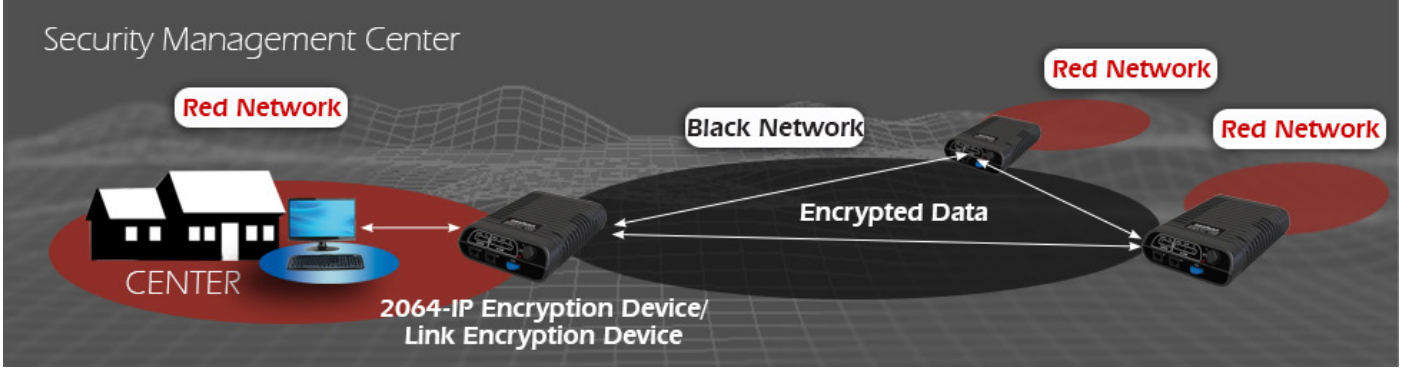 Security Management Center
Red Network
Red Network
Black Network
Red Network
Encrypted Data
CENTER
2064-IP Encryption Device/
Link Encryption Device